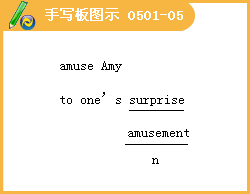 手写板图示 0501-05
amuse Amy
to one's surprise
amusement
n